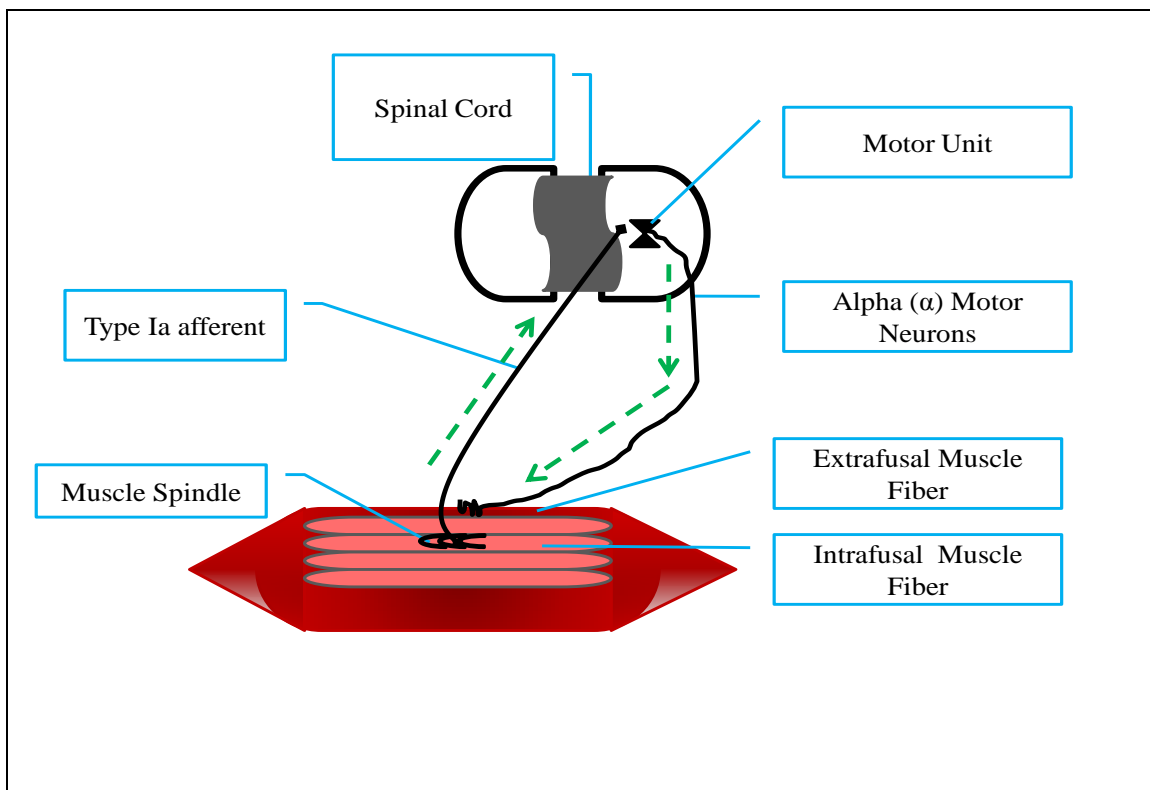 Spinal Cord
Motor Unit
Type Ia afferent
Alpha (α) Motor
Neurons
Muscle Spindle
Extrafusal Muscle
Fiber
Intrafusal Muscle
Fiber